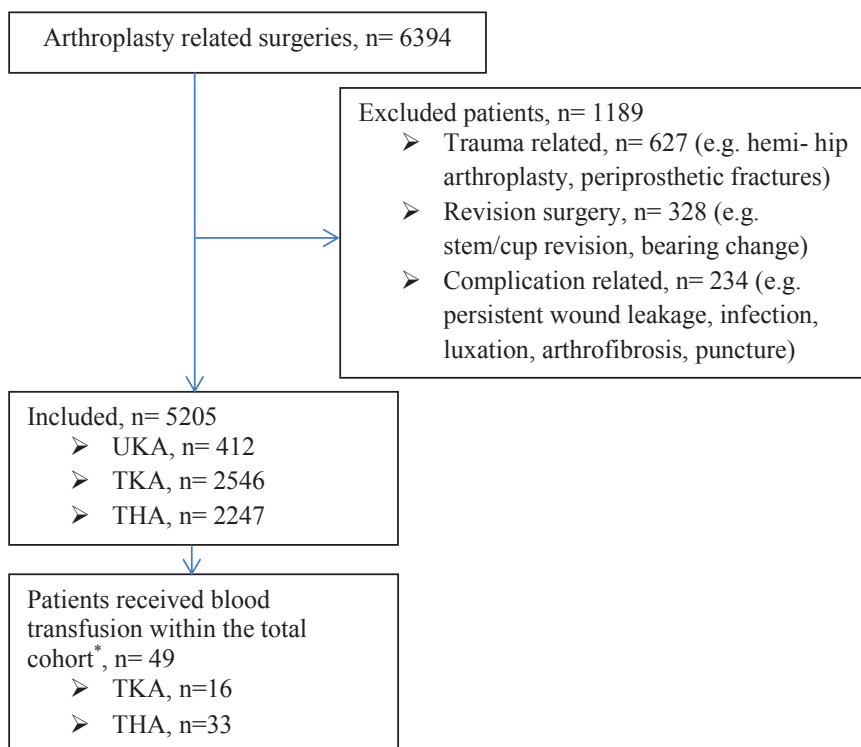 Arthroplasty related surgeries, n= 6394
Excluded patients, n= 1189
➢ Trauma related, n= 627 (e.g. hemi- hip
arthroplasty, periprosthetic fractures)
➢ Revision surgery, n= 328 (e.g.
stem/cup revision, bearing change)
➢ Complication related, n= 234 (e.g.
persistent wound leakage, infection,
luxation, arthrofibrosis, puncture)
Included, n= 5205
➢ UKA, n= 412
➢ TKA, n= 2546
➢ THA, n= 2247
Patients received blood
transfusion within the total
cohort*, n= 49
➢ TKA, n=16
➢ THA, n=33